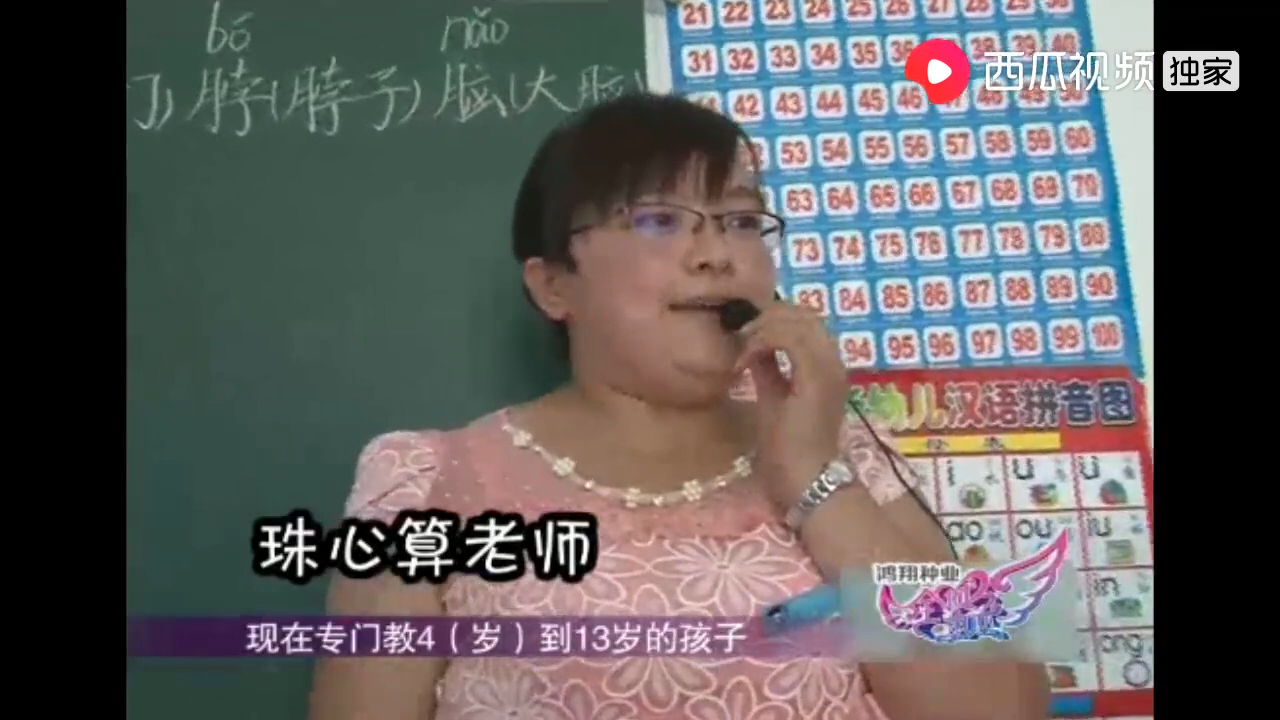 bó nǎo
脖(脖子) 脑(大脑
西瓜视频 独家
21 22 23 24 25 26 27 28 29 30
31 32 33 34 35 36 38 39 40
42 43 44 45 46 48 49 50
53 54 55 56 57 58 59 60
63 64 65 66 67 68 69 70
73 74 75 76 77 78 79 80
83 84 85 86 87 88 89 90
94 95 96 97 98 99 100
幼儿汉语拼音图
i u ü
ao ou iu
in
ong
珠心算老师
鸿翔种业
现在专门教4（岁）到13岁的孩子